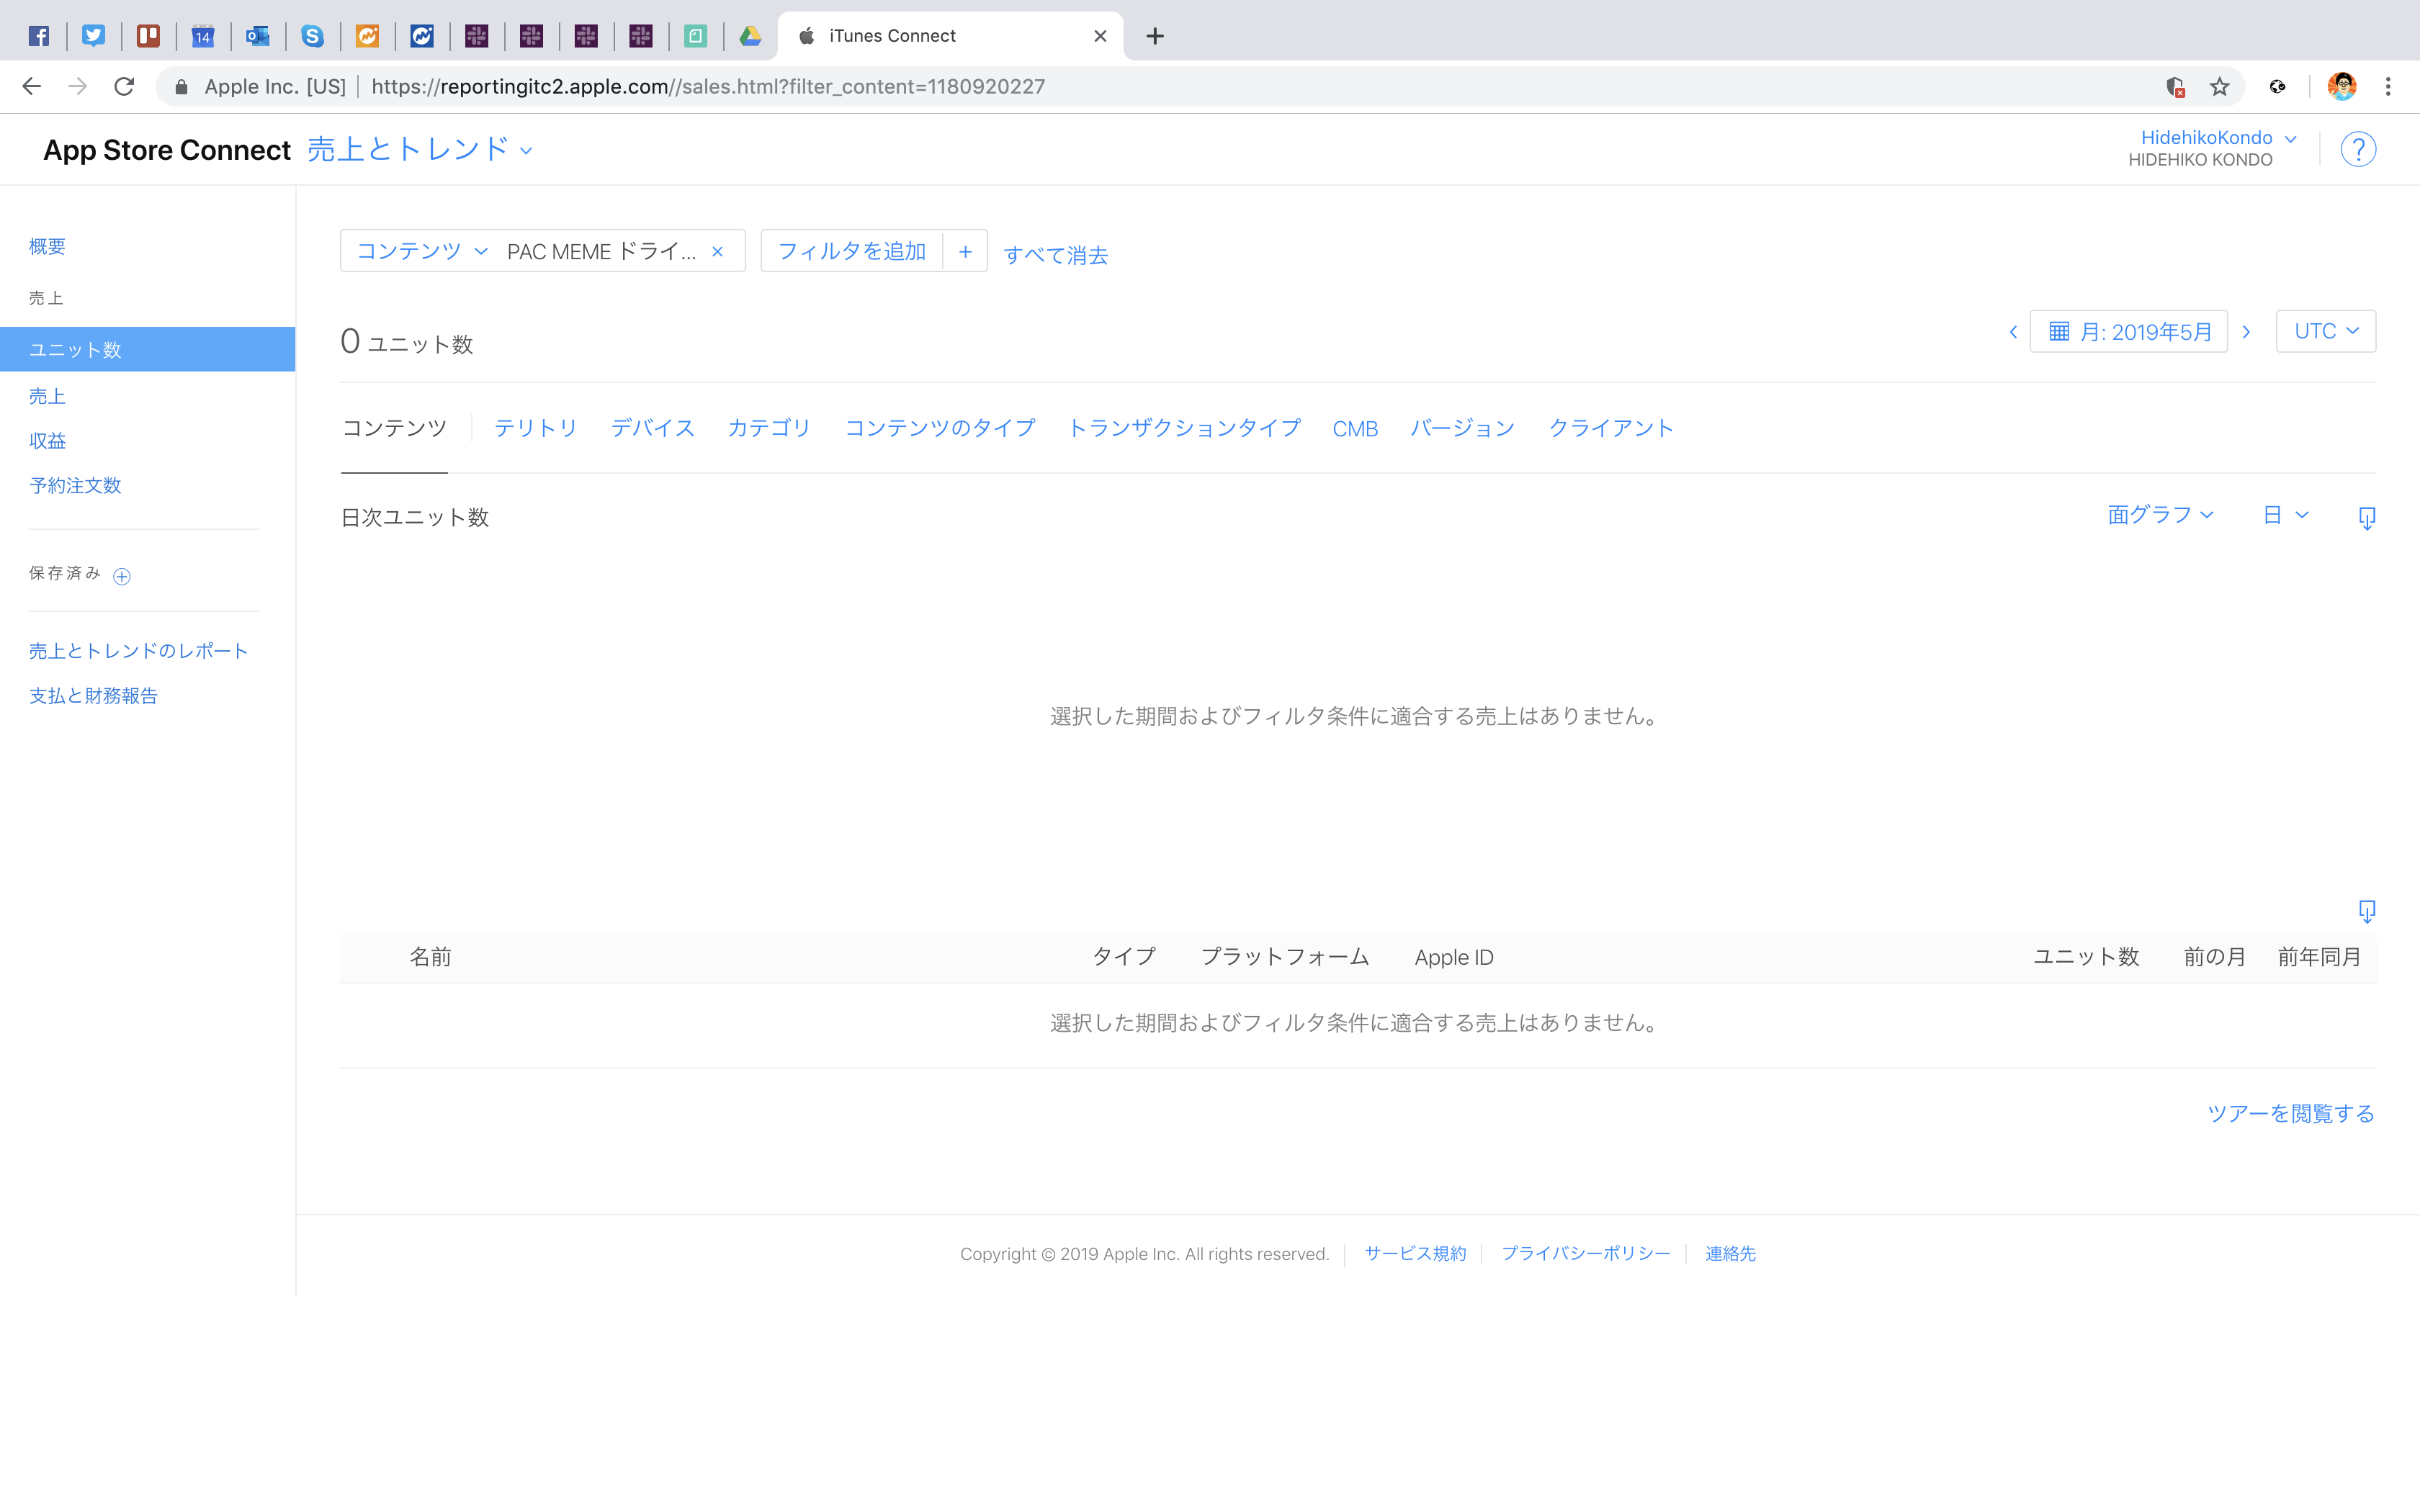 iTunes Connect
Apple Inc. [US] | https://reportingitc2.apple.com//sales.html?filter_content=1180920227
App Store Connect 売上とトレンド
HidehikoKondo
HIDEHIKO KONDO
?
概要
売上
ユニット数
売上
収益
予約注文数
保存済み
売上とトレンドのレポート
支払と財務報告
コンテンツ PAC MEME ドライ... × フィルタを追加 + すべて消去
0 ユニット数
月: 2019年5月 UTC
コンテンツ テリトリ デバイス カテゴリ コンテンツのタイプ トランザクションタイプ CMB バージョン クライアント
日次ユニット数 面グラフ 日
選択した期間およびフィルタ条件に適合する売上はありません。
名前 タイプ プラットフォーム Apple ID ユニット数 前の月 前年同月
選択した期間およびフィルタ条件に適合する売上はありません。
ツアーを閲覧する
Copyright © 2019 Apple Inc. All rights reserved. サービス規約 プライバシーポリシー 連絡先